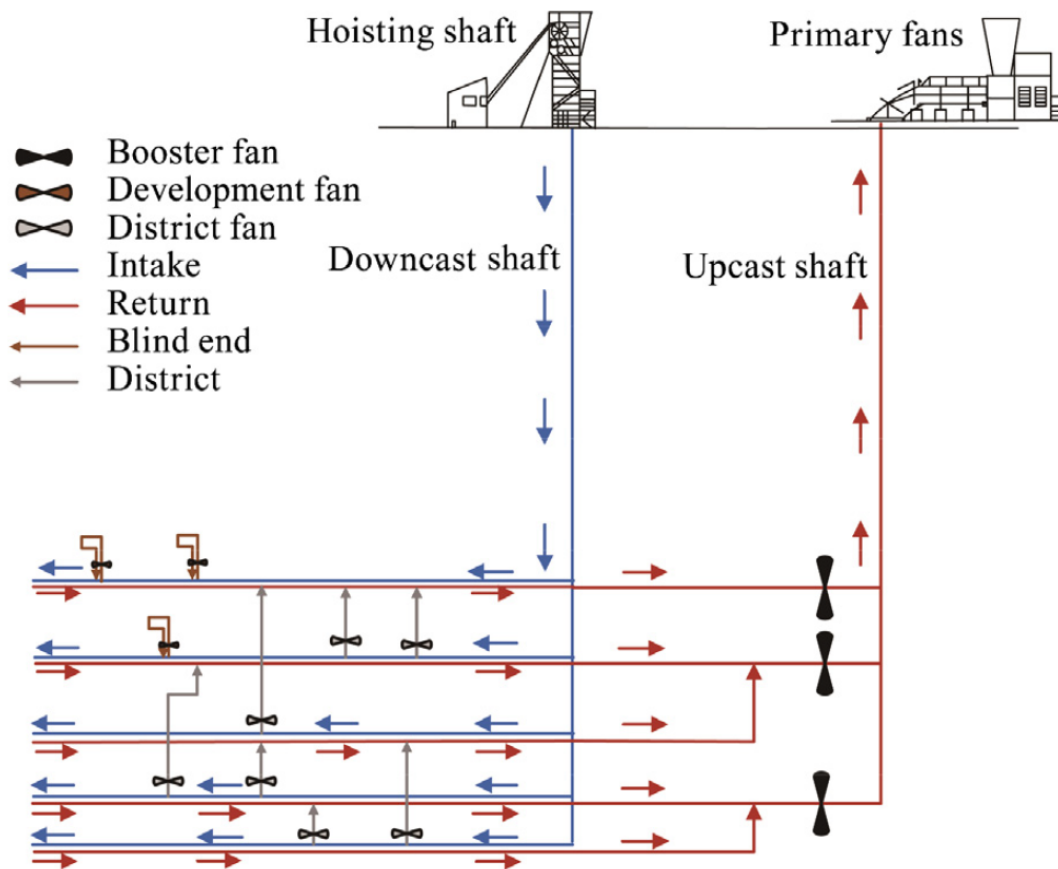 Hoisting shaft
Primary fans
Booster fan
Development fan
District fan
Intake
Return
Blind end
District
Downcast shaft
Upcast shaft